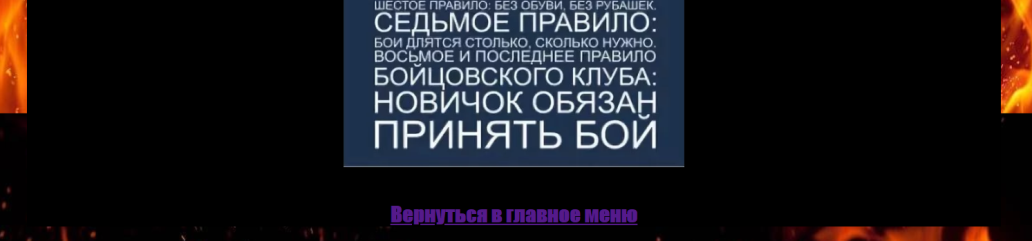 ШЕСТОЕ ПРАВИЛО: БЕЗ ОБУВИ, БЕЗ РУБАШЕК.
СЕДЬМОЕ ПРАВИЛО:
БОИ ДЛЯТСЯ СТОЛЬКО, СКОЛЬКО НУЖНО.
ВОСЬМОЕ И ПОСЛЕДНЕЕ ПРАВИЛО
БОЙЦОВСКОГО КЛУБА:
НОВИЧОК ОБЯЗАН
ПРИНЯТЬ БОЙ
Вернуться в главное меню